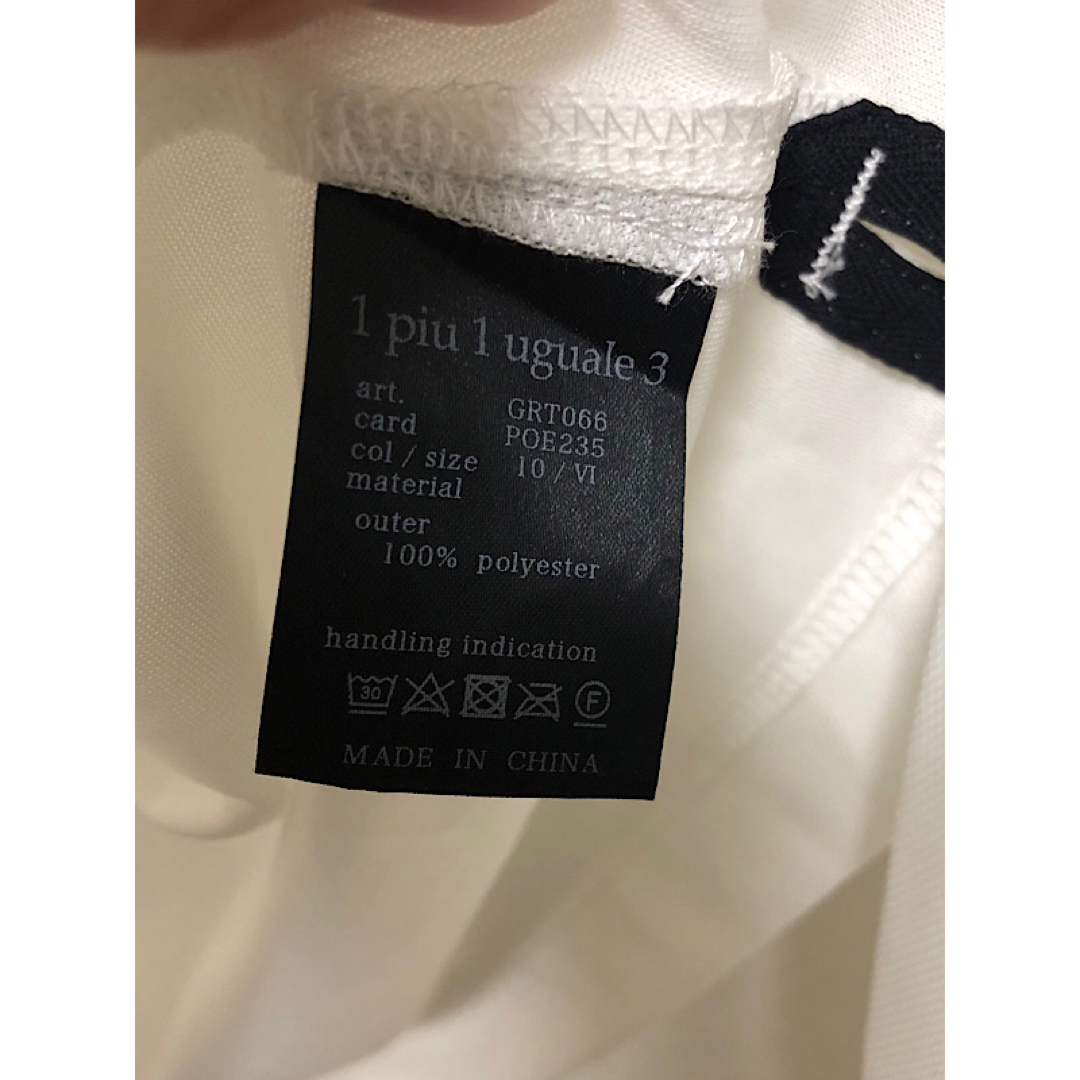 1 piu 1 uguale 3
art. GRT066
card POE235
col / size 10 / VI
material
outer
100% polyester
handling indication
30 F
MADE IN CHINA